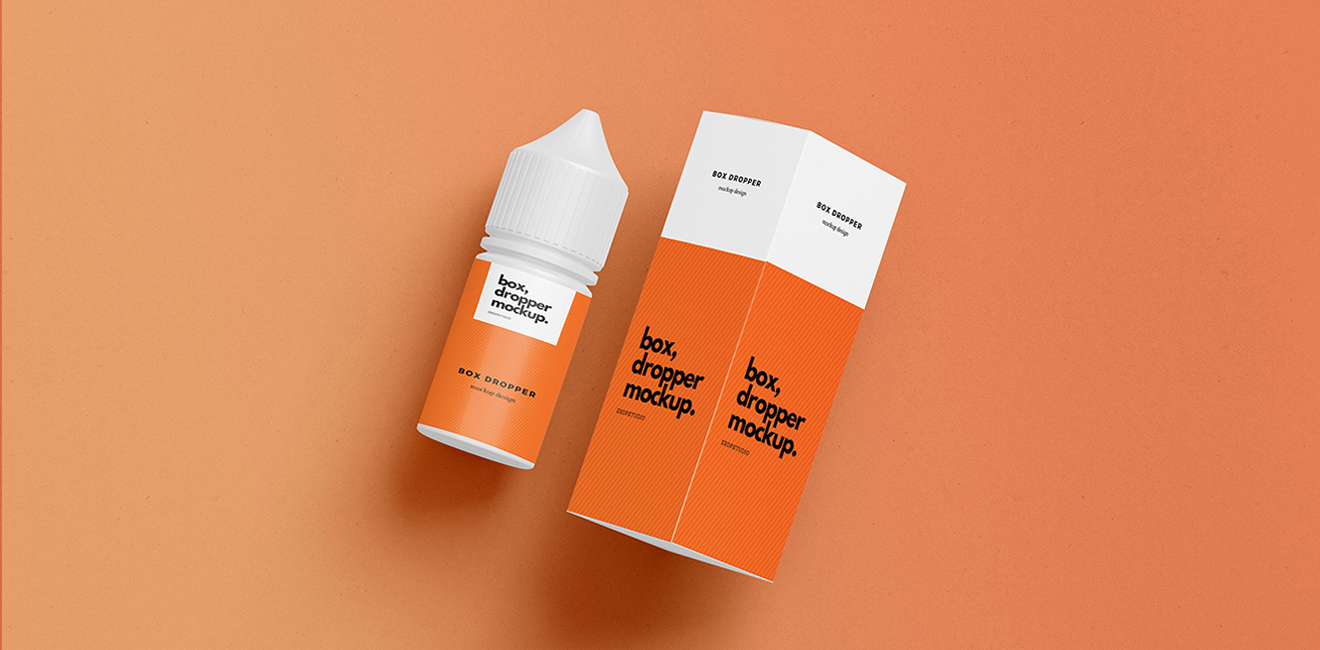 box,
dropper
mockup.
BOX DROPPER
mockup design
BOX DROPPER
mockup design
BOX DROPPER
mockup design
box,
dropper
mockup.
box,
dropper
mockup.